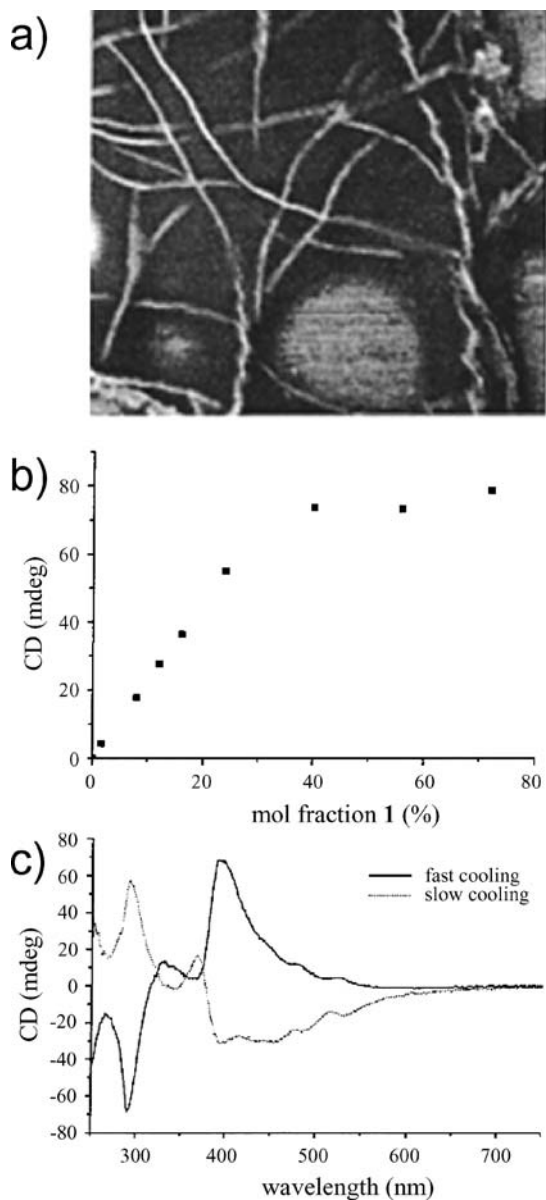 a)
b)
80
60
40
20
0
CD (mdeg)
0 20 40 60 80
mol fraction 1 (%)
c)
80
60
40
20
0
-20
-40
-60
-80
CD (mdeg)
fast cooling
slow cooling
300 400 500 600 700
wavelength (nm)